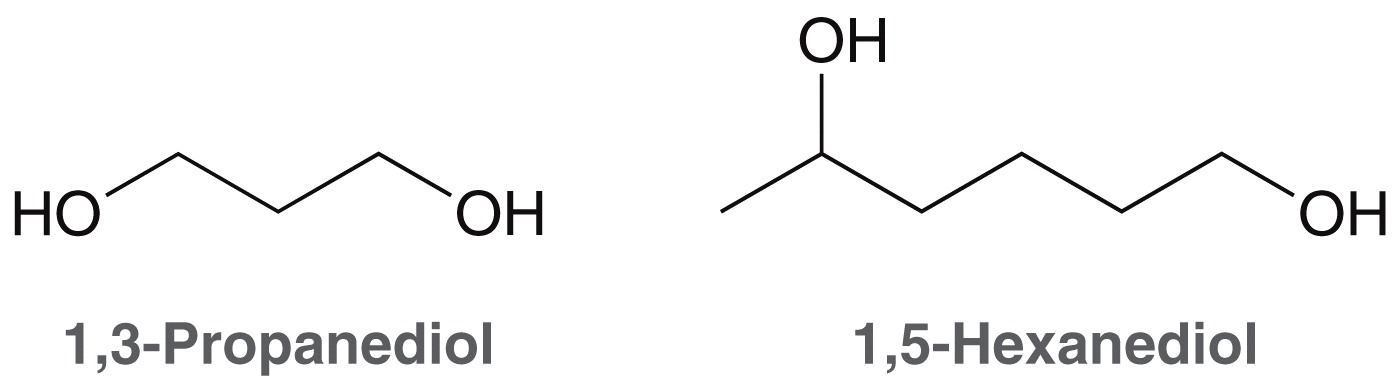 OH
HO
OH
OH
1,3-Propanediol
1,5-Hexanediol